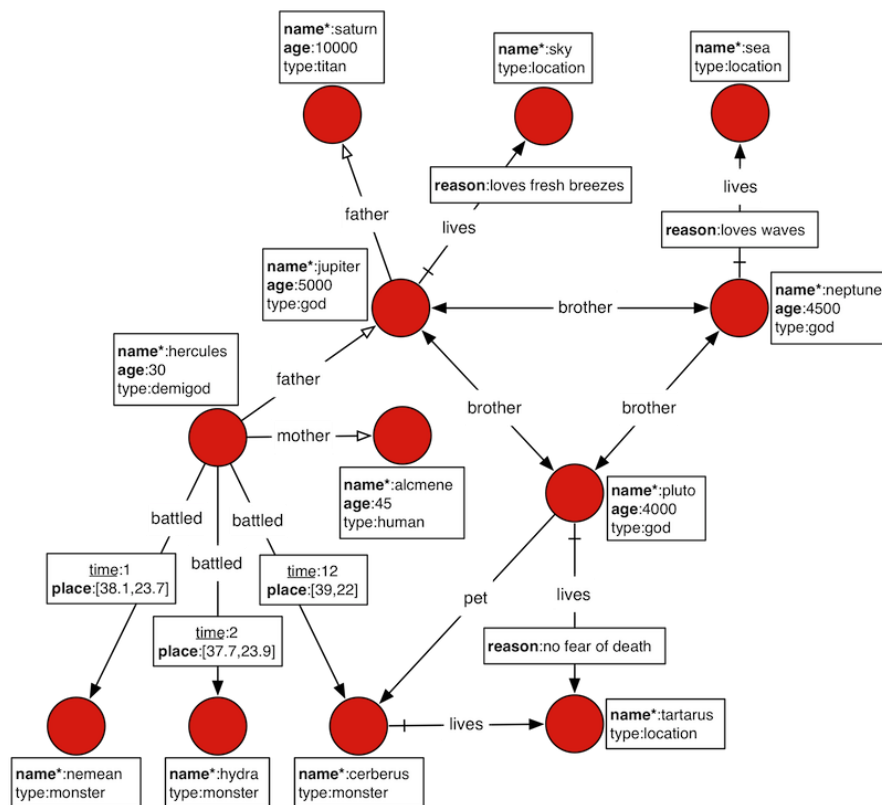 name*:saturn
age:10000
type:titan
name*:sky
type:location
name*:sea
type:location
reason:loves fresh breezes
lives
father
lives
reason:loves waves
name*:jupiter
age:5000
type:god
brother
name*:neptune
age:4500
type:god
name*:hercules
age:30
type:demigod
father
brother
brother
mother
name*:alcmene
age:45
type:human
name*:pluto
age:4000
type:god
battled
battled
battled
time:1
place:[38.1,23.7]
time:12
place:[39,22]
time:2
place:[37.7,23.9]
pet
lives
reason:no fear of death
lives
name*:tartarus
type:location
name*:nemean
type:monster
name*:hydra
type:monster
name*:cerberus
type:monster